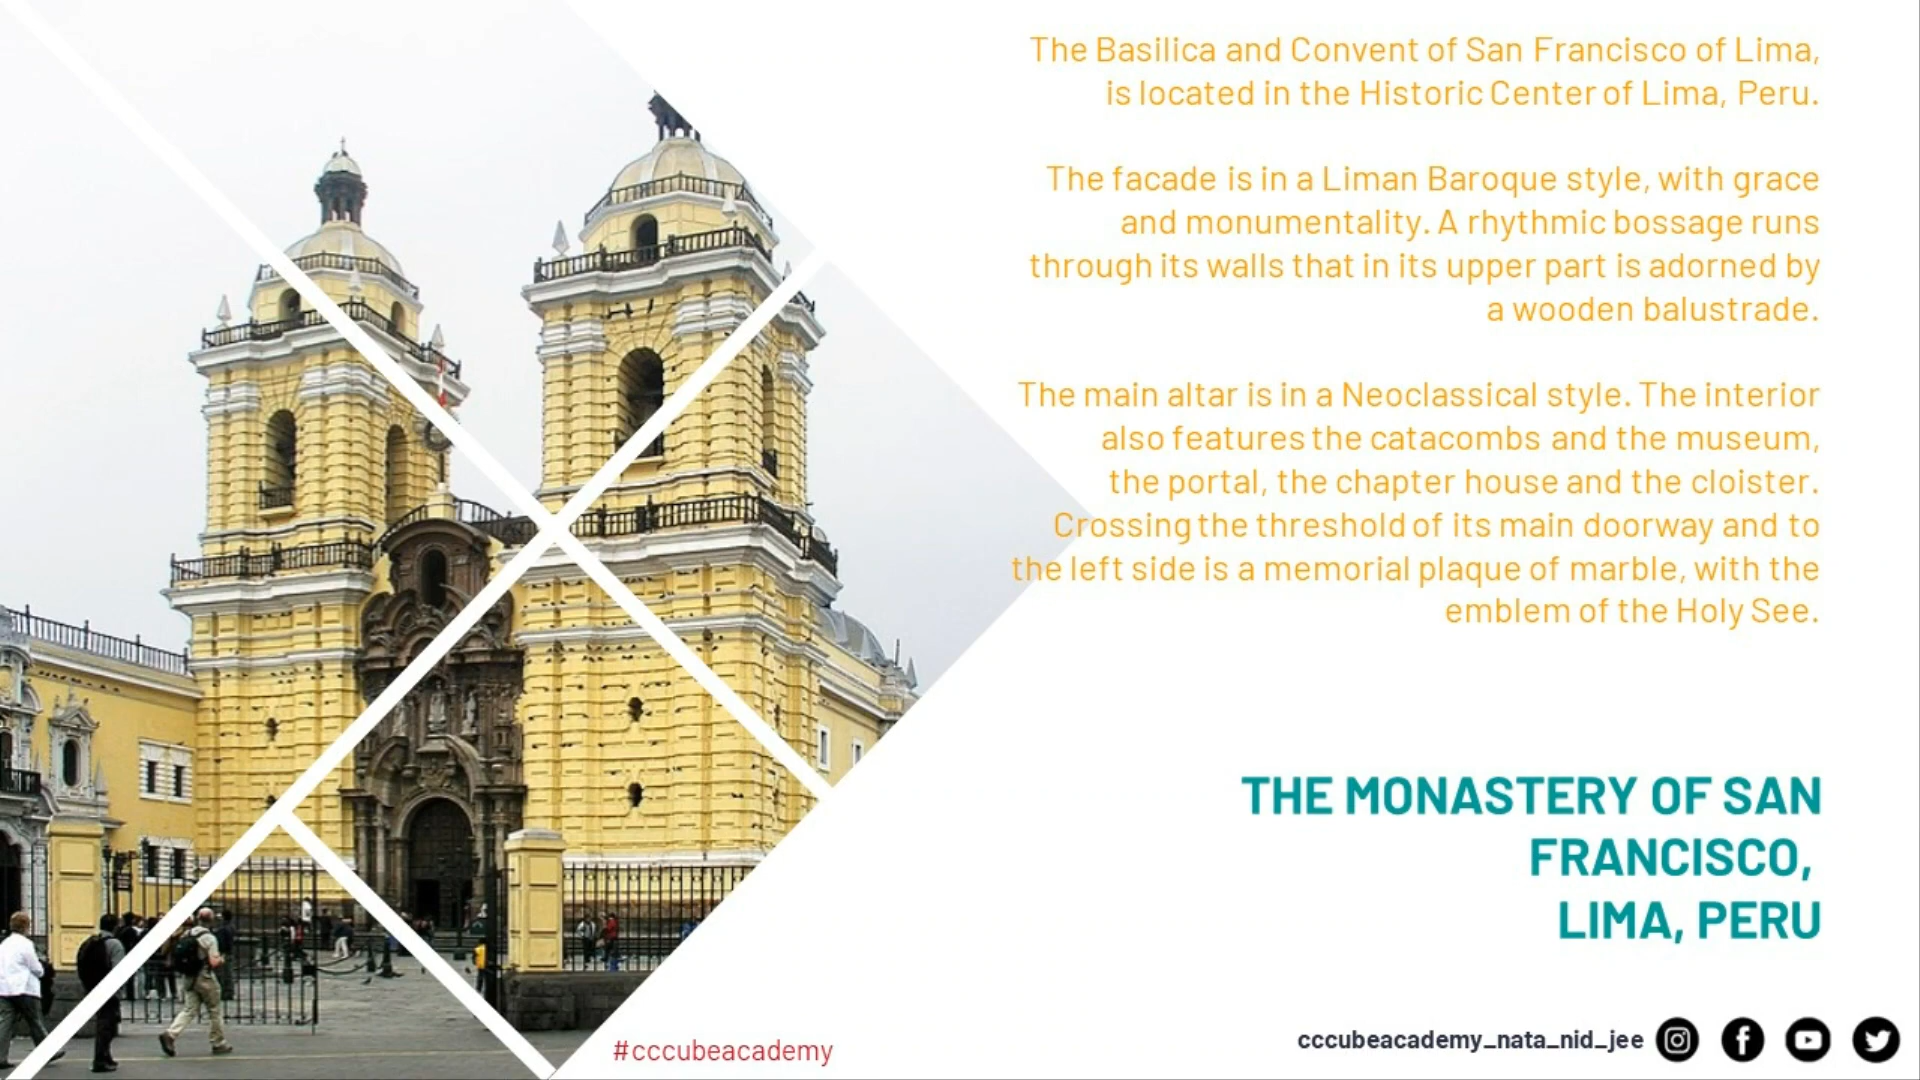 The Basilica and Convent of San Francisco of Lima,
is located in the Historic Center of Lima, Peru.
The facade is in a Liman Baroque style, with grace
and monumentality. A rhythmic bossage runs
through its walls that in its upper part is adorned by
a wooden balustrade.
The main altar is in a Neoclassical style. The interior
also features the catacombs and the museum,
the portal, the chapter house and the cloister.
Crossing the threshold of its main doorway and to
the left side is a memorial plaque of marble, with the
emblem of the Holy See.
THE MONASTERY OF SAN
FRANCISCO,
LIMA, PERU
#cccubeacademy
cccubeacademy_nata_nid_jee